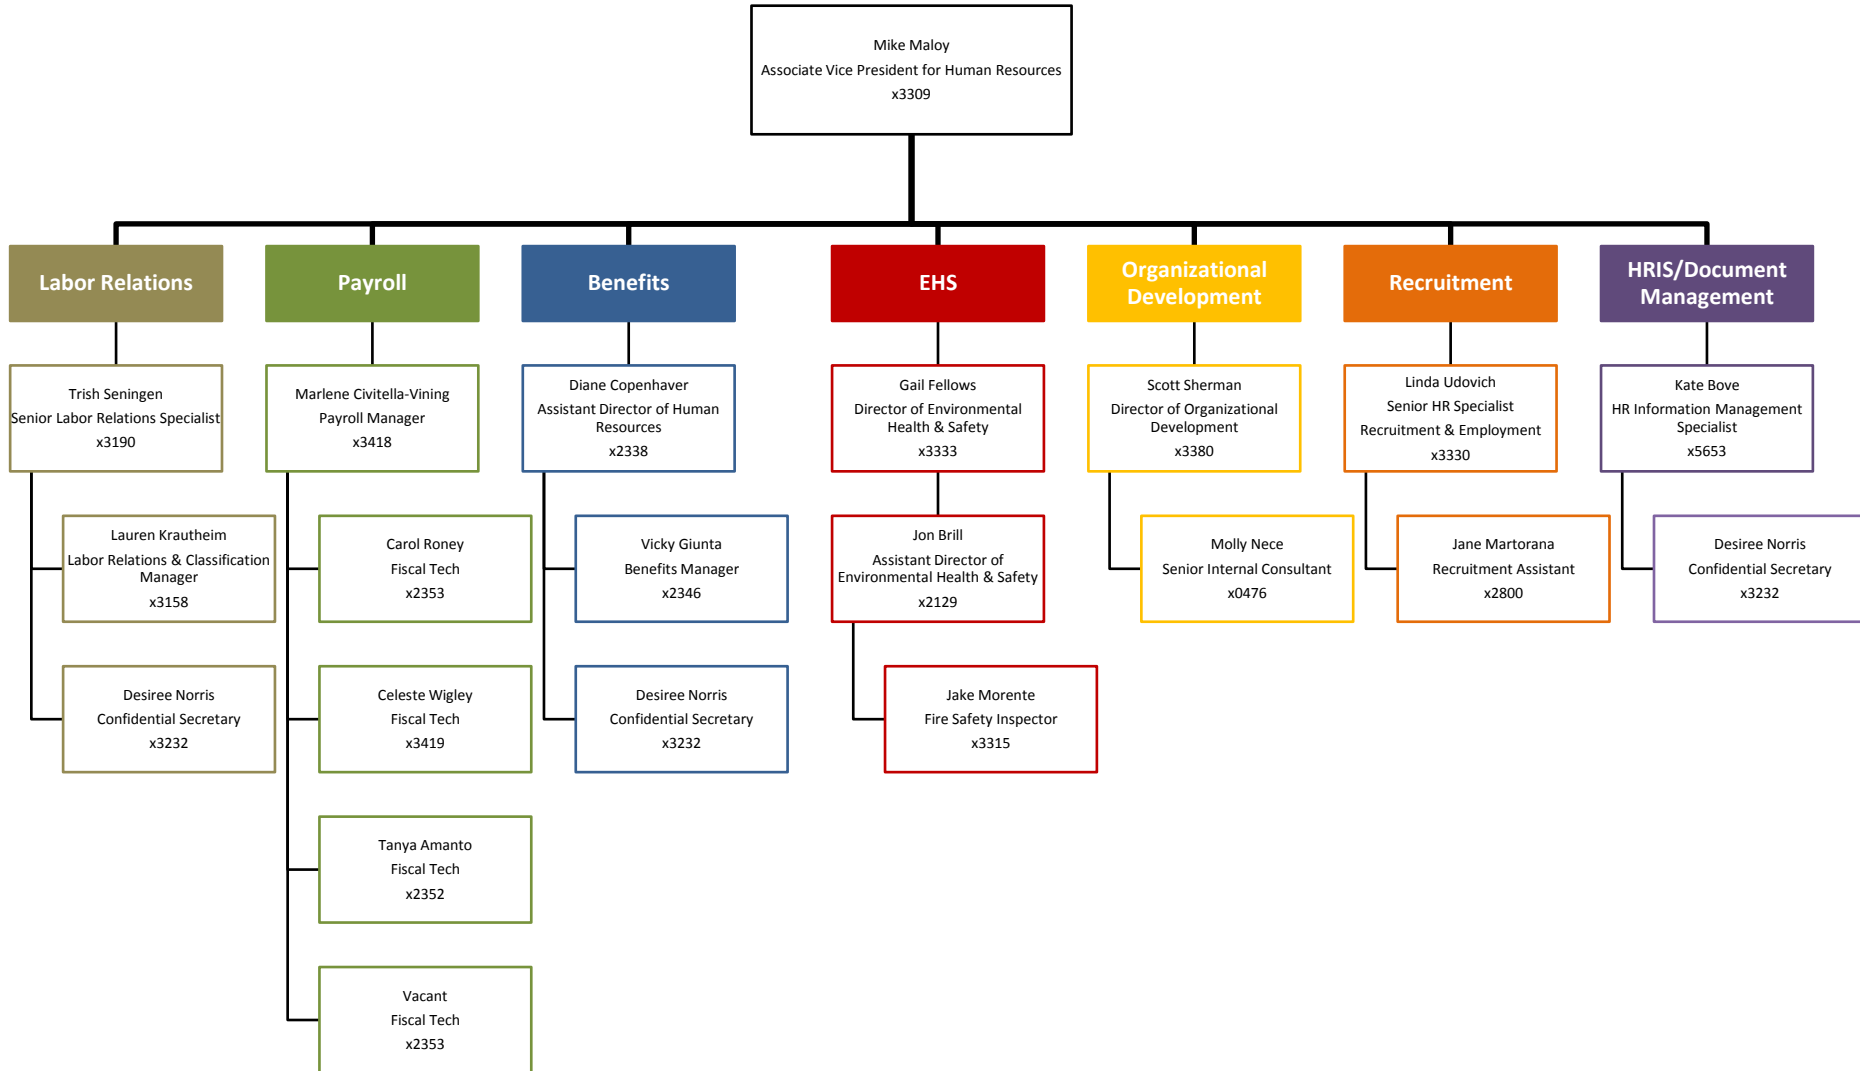 Mike Maloy
Associate Vice President for Human Resources
x3309
Labor Relations
Payroll
Benefits
EHS
Organizational
Development
Recruitment
HRIS/Document
Management
Trish Seningen
Senior Labor Relations Specialist
x3190
Marlene Civitella-Vining
Payroll Manager
x3418
Diane Copenhaver
Assistant Director of Human
Resources
x2338
Gail Fellows
Director of Environmental
Health & Safety
x3333
Scott Sherman
Director of Organizational
Development
x3380
Linda Udovich
Senior HR Specialist
Recruitment & Employment
x3330
Kate Bove
HR Information Management
Specialist
x5653
Lauren Krautheim
Labor Relations & Classification
Manager
x3158
Carol Roney
Fiscal Tech
x2353
Vicky Giunta
Benefits Manager
x2346
Jon Brill
Assistant Director of
Environmental Health & Safety
x2129
Molly Nece
Senior Internal Consultant
x0476
Jane Martorana
Recruitment Assistant
x2800
Desiree Norris
Confidential Secretary
x3232
Desiree Norris
Confidential Secretary
x3232
Celeste Wigley
Fiscal Tech
x3419
Desiree Norris
Confidential Secretary
x3232
Jake Morente
Fire Safety Inspector
x3315
Tanya Amanto
Fiscal Tech
x2352
Vacant
Fiscal Tech
x2353